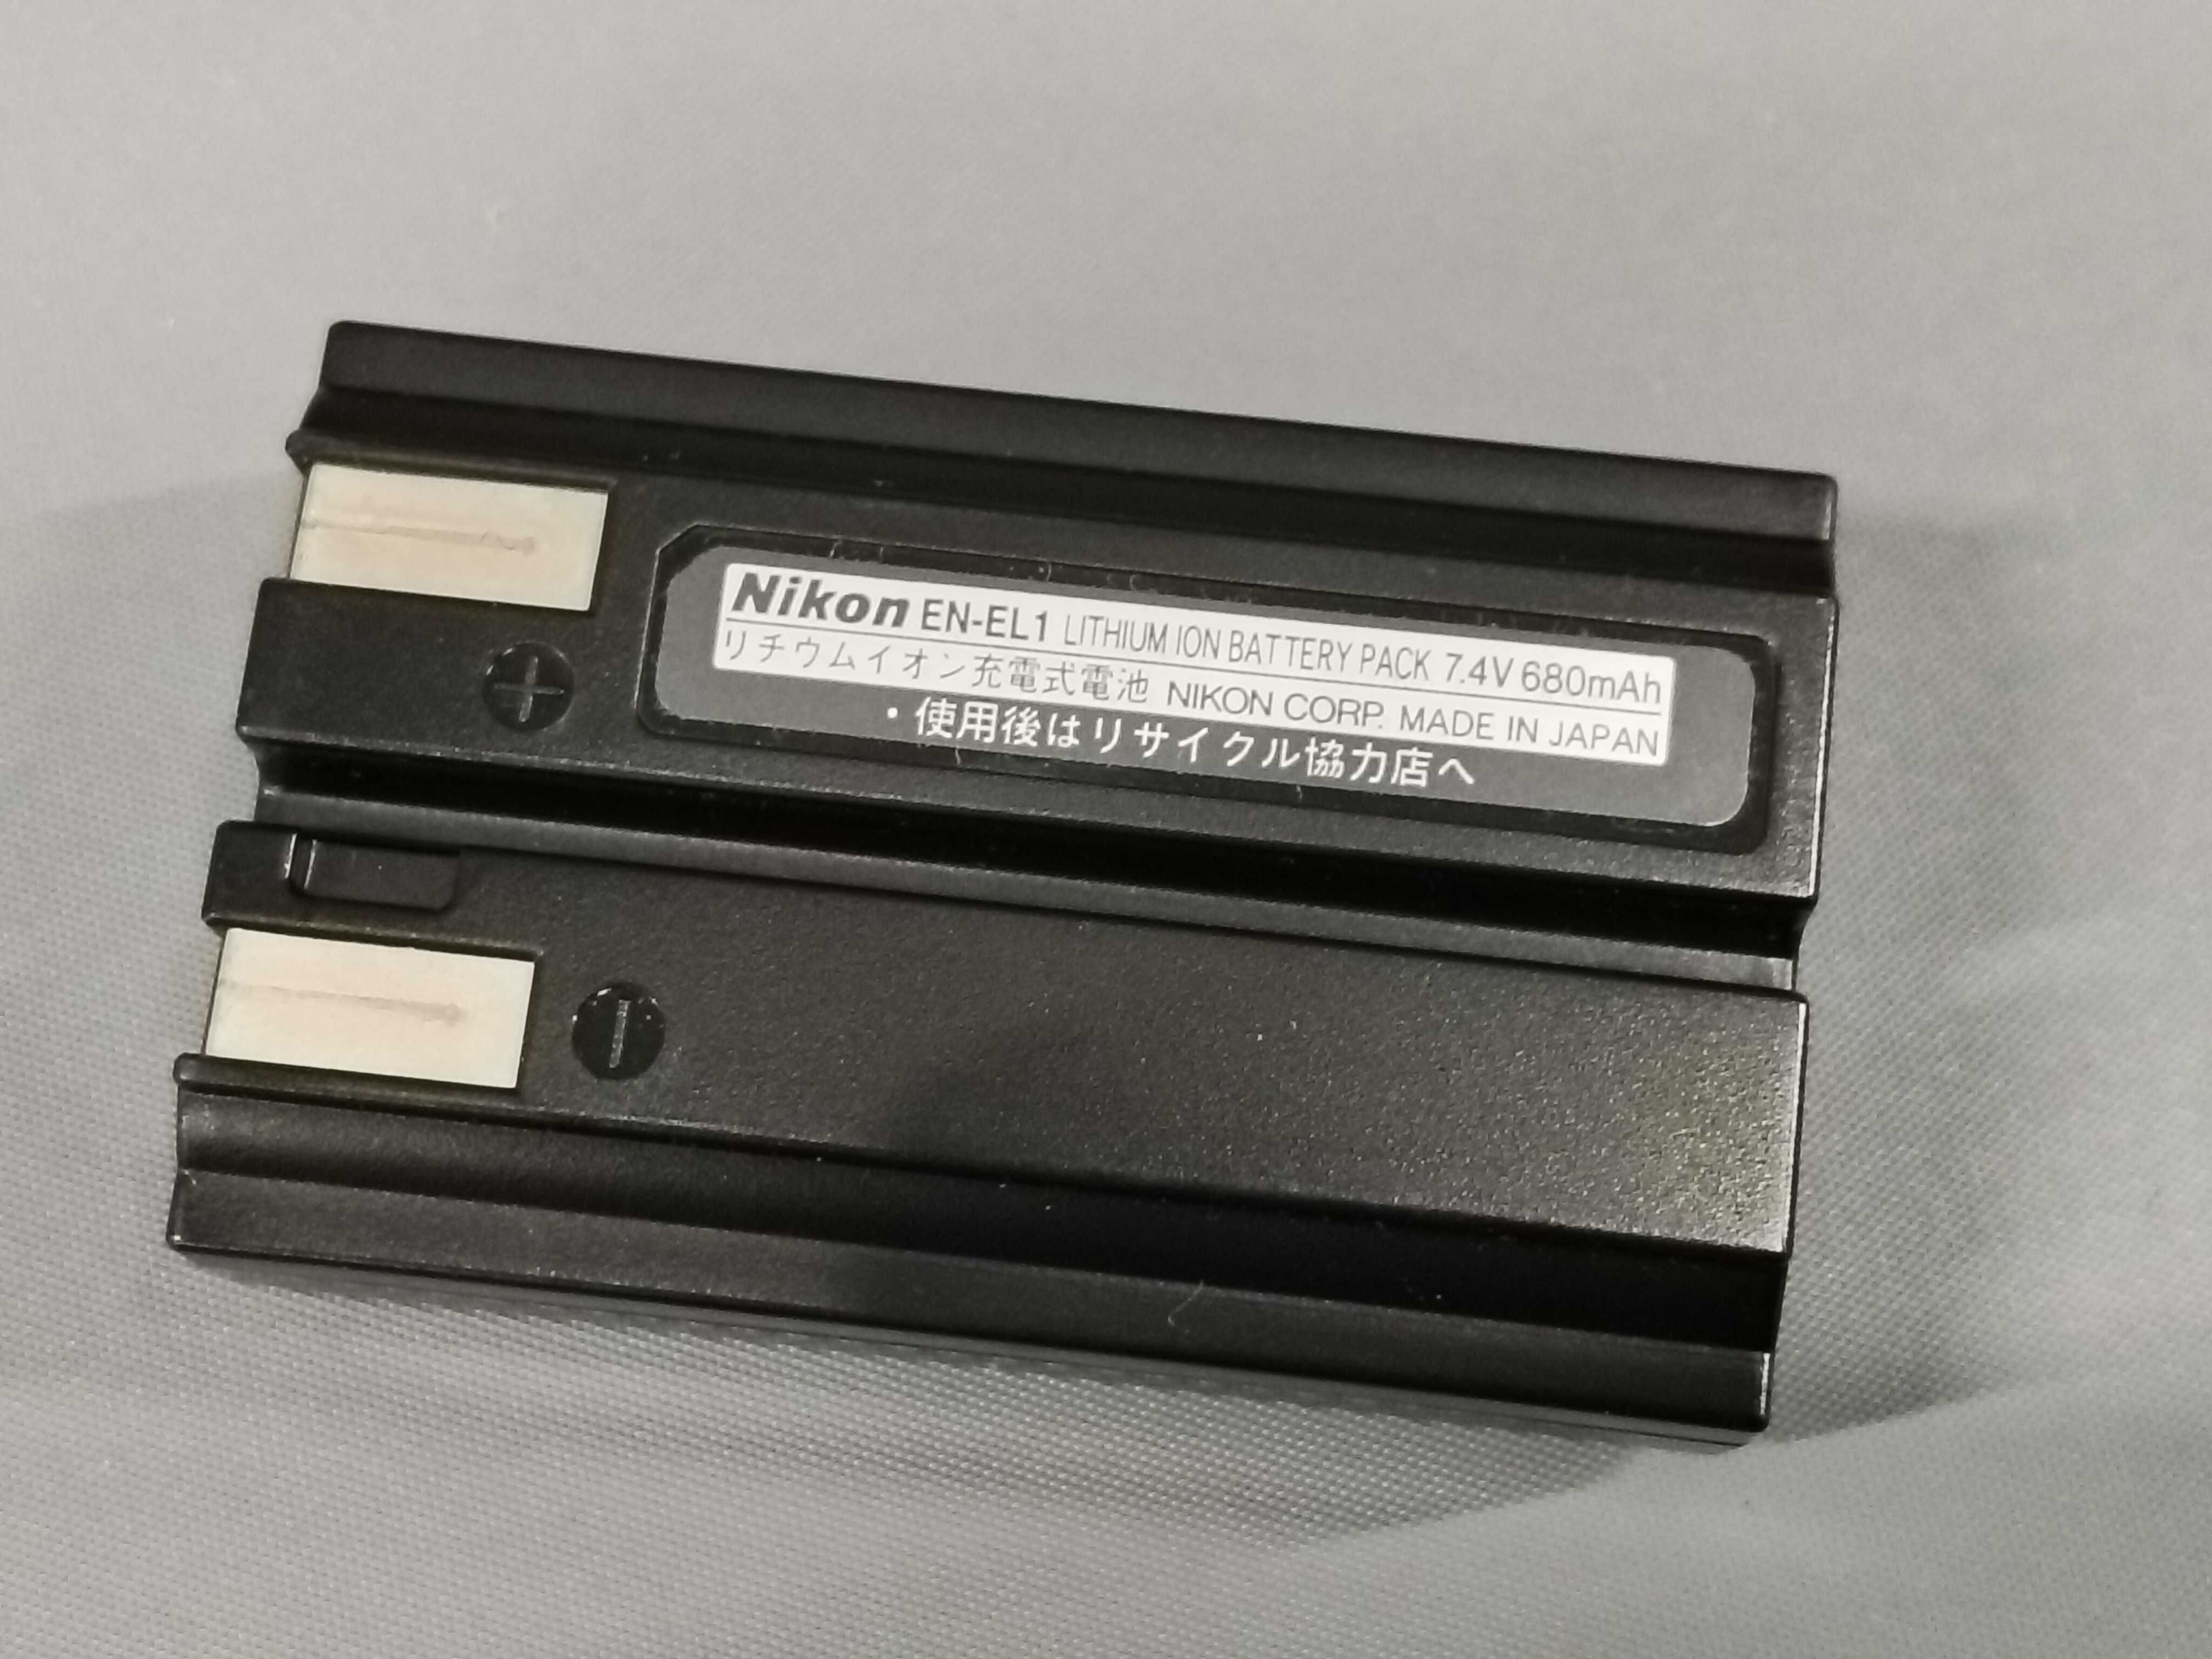 Nikon EN-EL1 LITHIUM ION BATTERY PACK 7.4V 680mAh
リチウムイオン充電式電池 NIKON CORP. MADE IN JAPAN
・使用後はリサイクル協力店へ
+
−